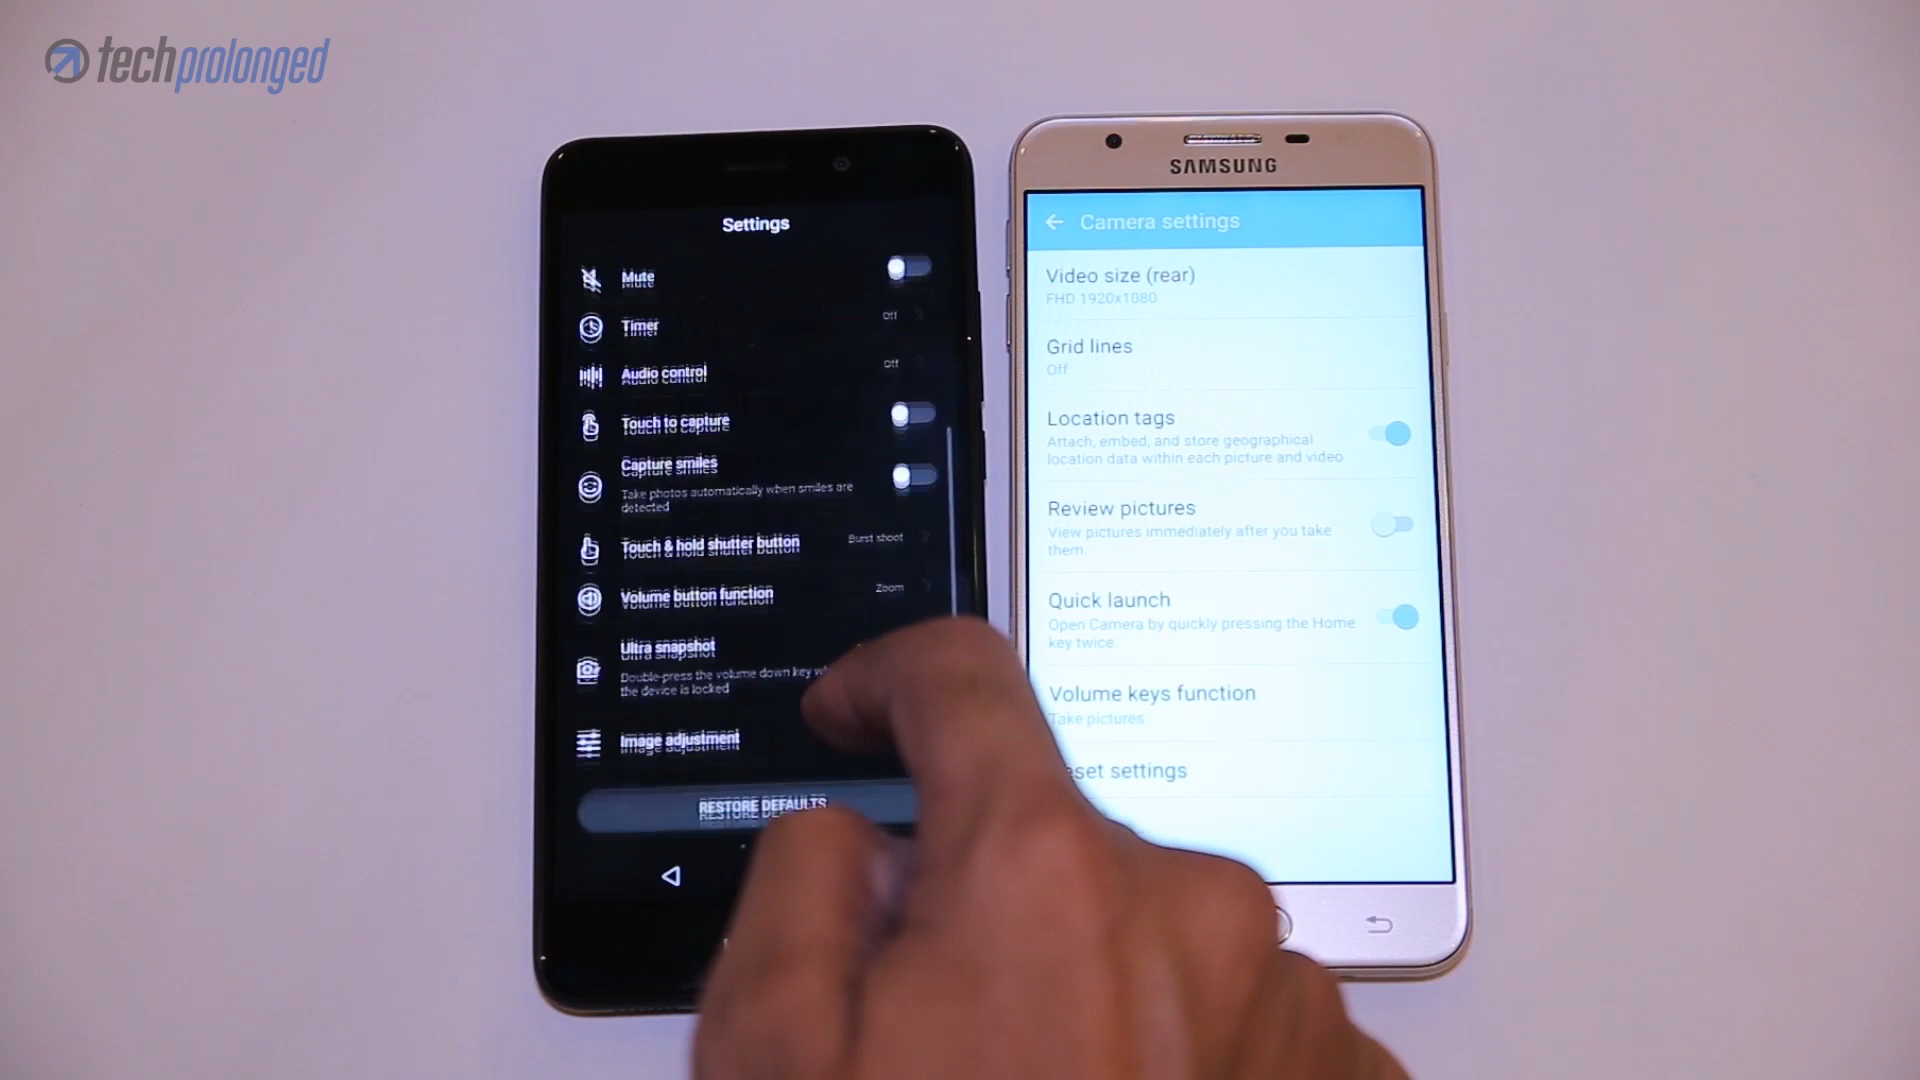 techprolonged
Settings
Mute
Timer
Off
Audio control
Off
Touch to capture
Capture smiles
Take photos automatically when smiles are
detected
Touch & hold shutter button
Burst shoot
Volume button function
Zoom
Ultra snapshot
Double-press the volume down key
the device is locked
Image adjustment
RESTORE DEFAULTS
SAMSUNG
Camera settings
Video size (rear)
FHD 1920x1080
Grid lines
Off
Location tags
Attach, embed, and store geographical
location data within each picture and video.
Review pictures
View pictures immediately after you take
them.
Quick launch
Open Camera by quickly pressing the Home
key twice.
Volume keys function
Take pictures
eset settings